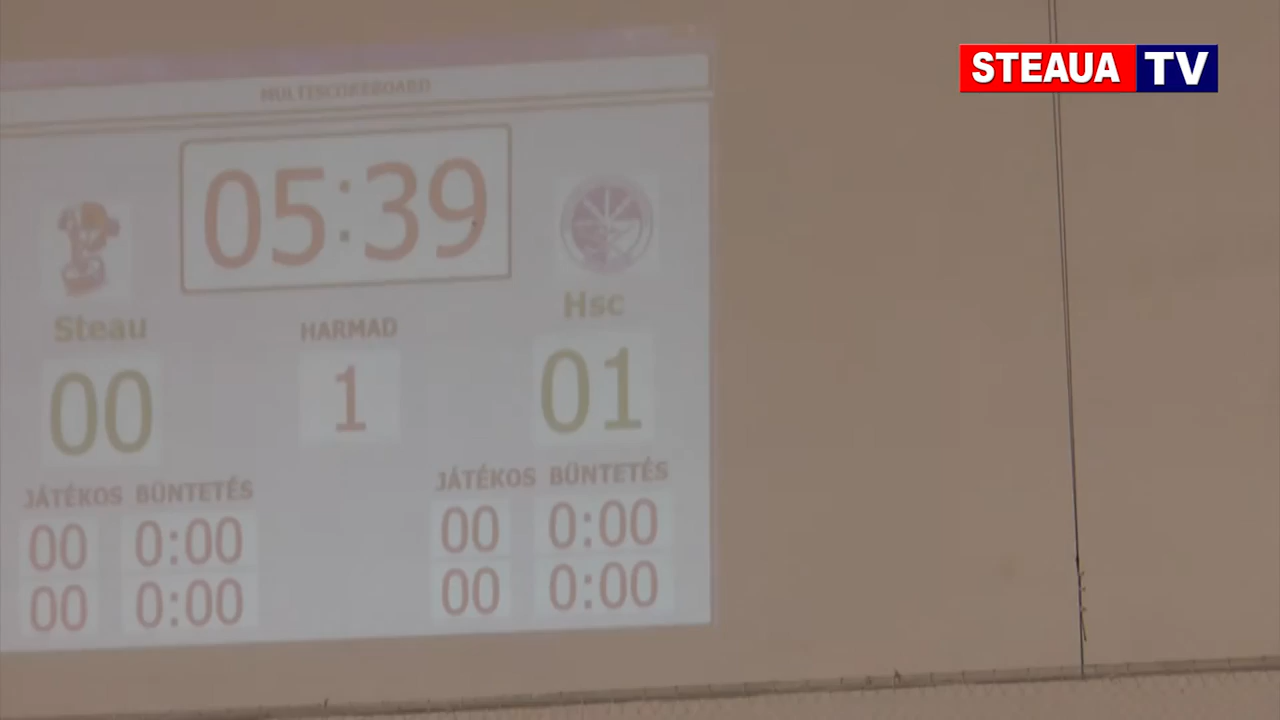 STEAUA TV
MULTISCOREBOARD
05:39
Steau
HARMAD
Hsc
00
1
01
JÁTÉKOS BÜNTETÉS
JÁTÉKOS BÜNTETÉS
00 0:00
00 0:00
00 0:00
00 0:00